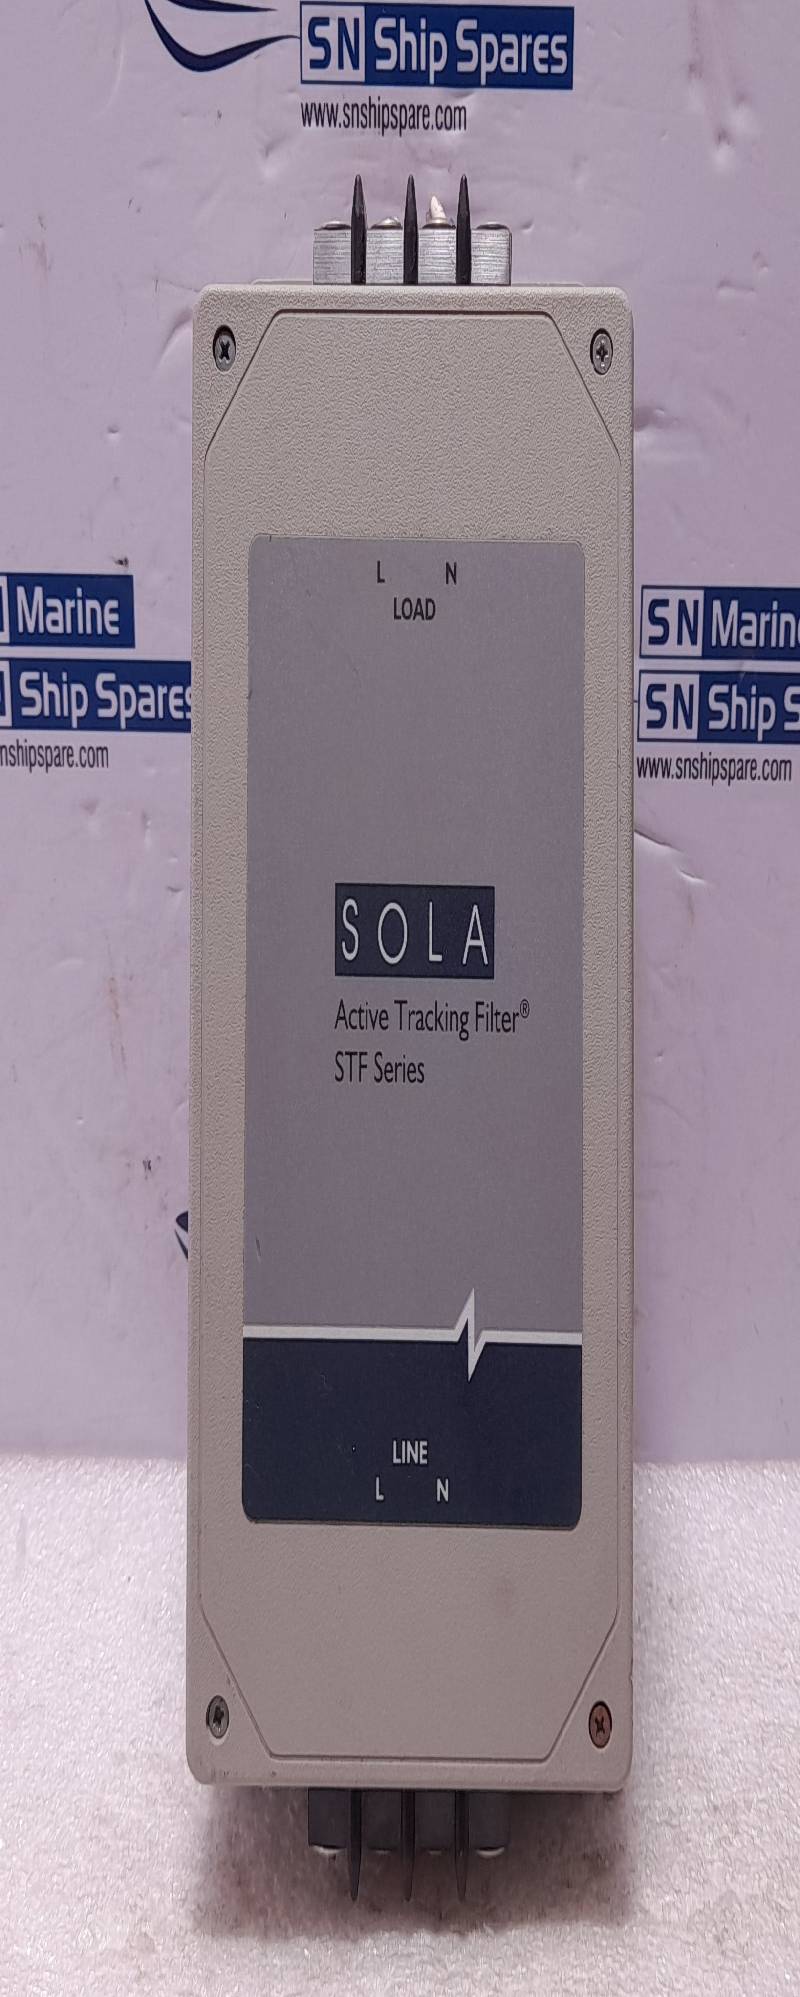 SN Ship Spares
www.snshipspare.com
L N
LOAD
Marine
SN Marin
Ship Spares
SN Ship S
nshipspare.com
www.snshipspare.com
SOLA
Active Tracking Filter®
STF Series
LINE
L N